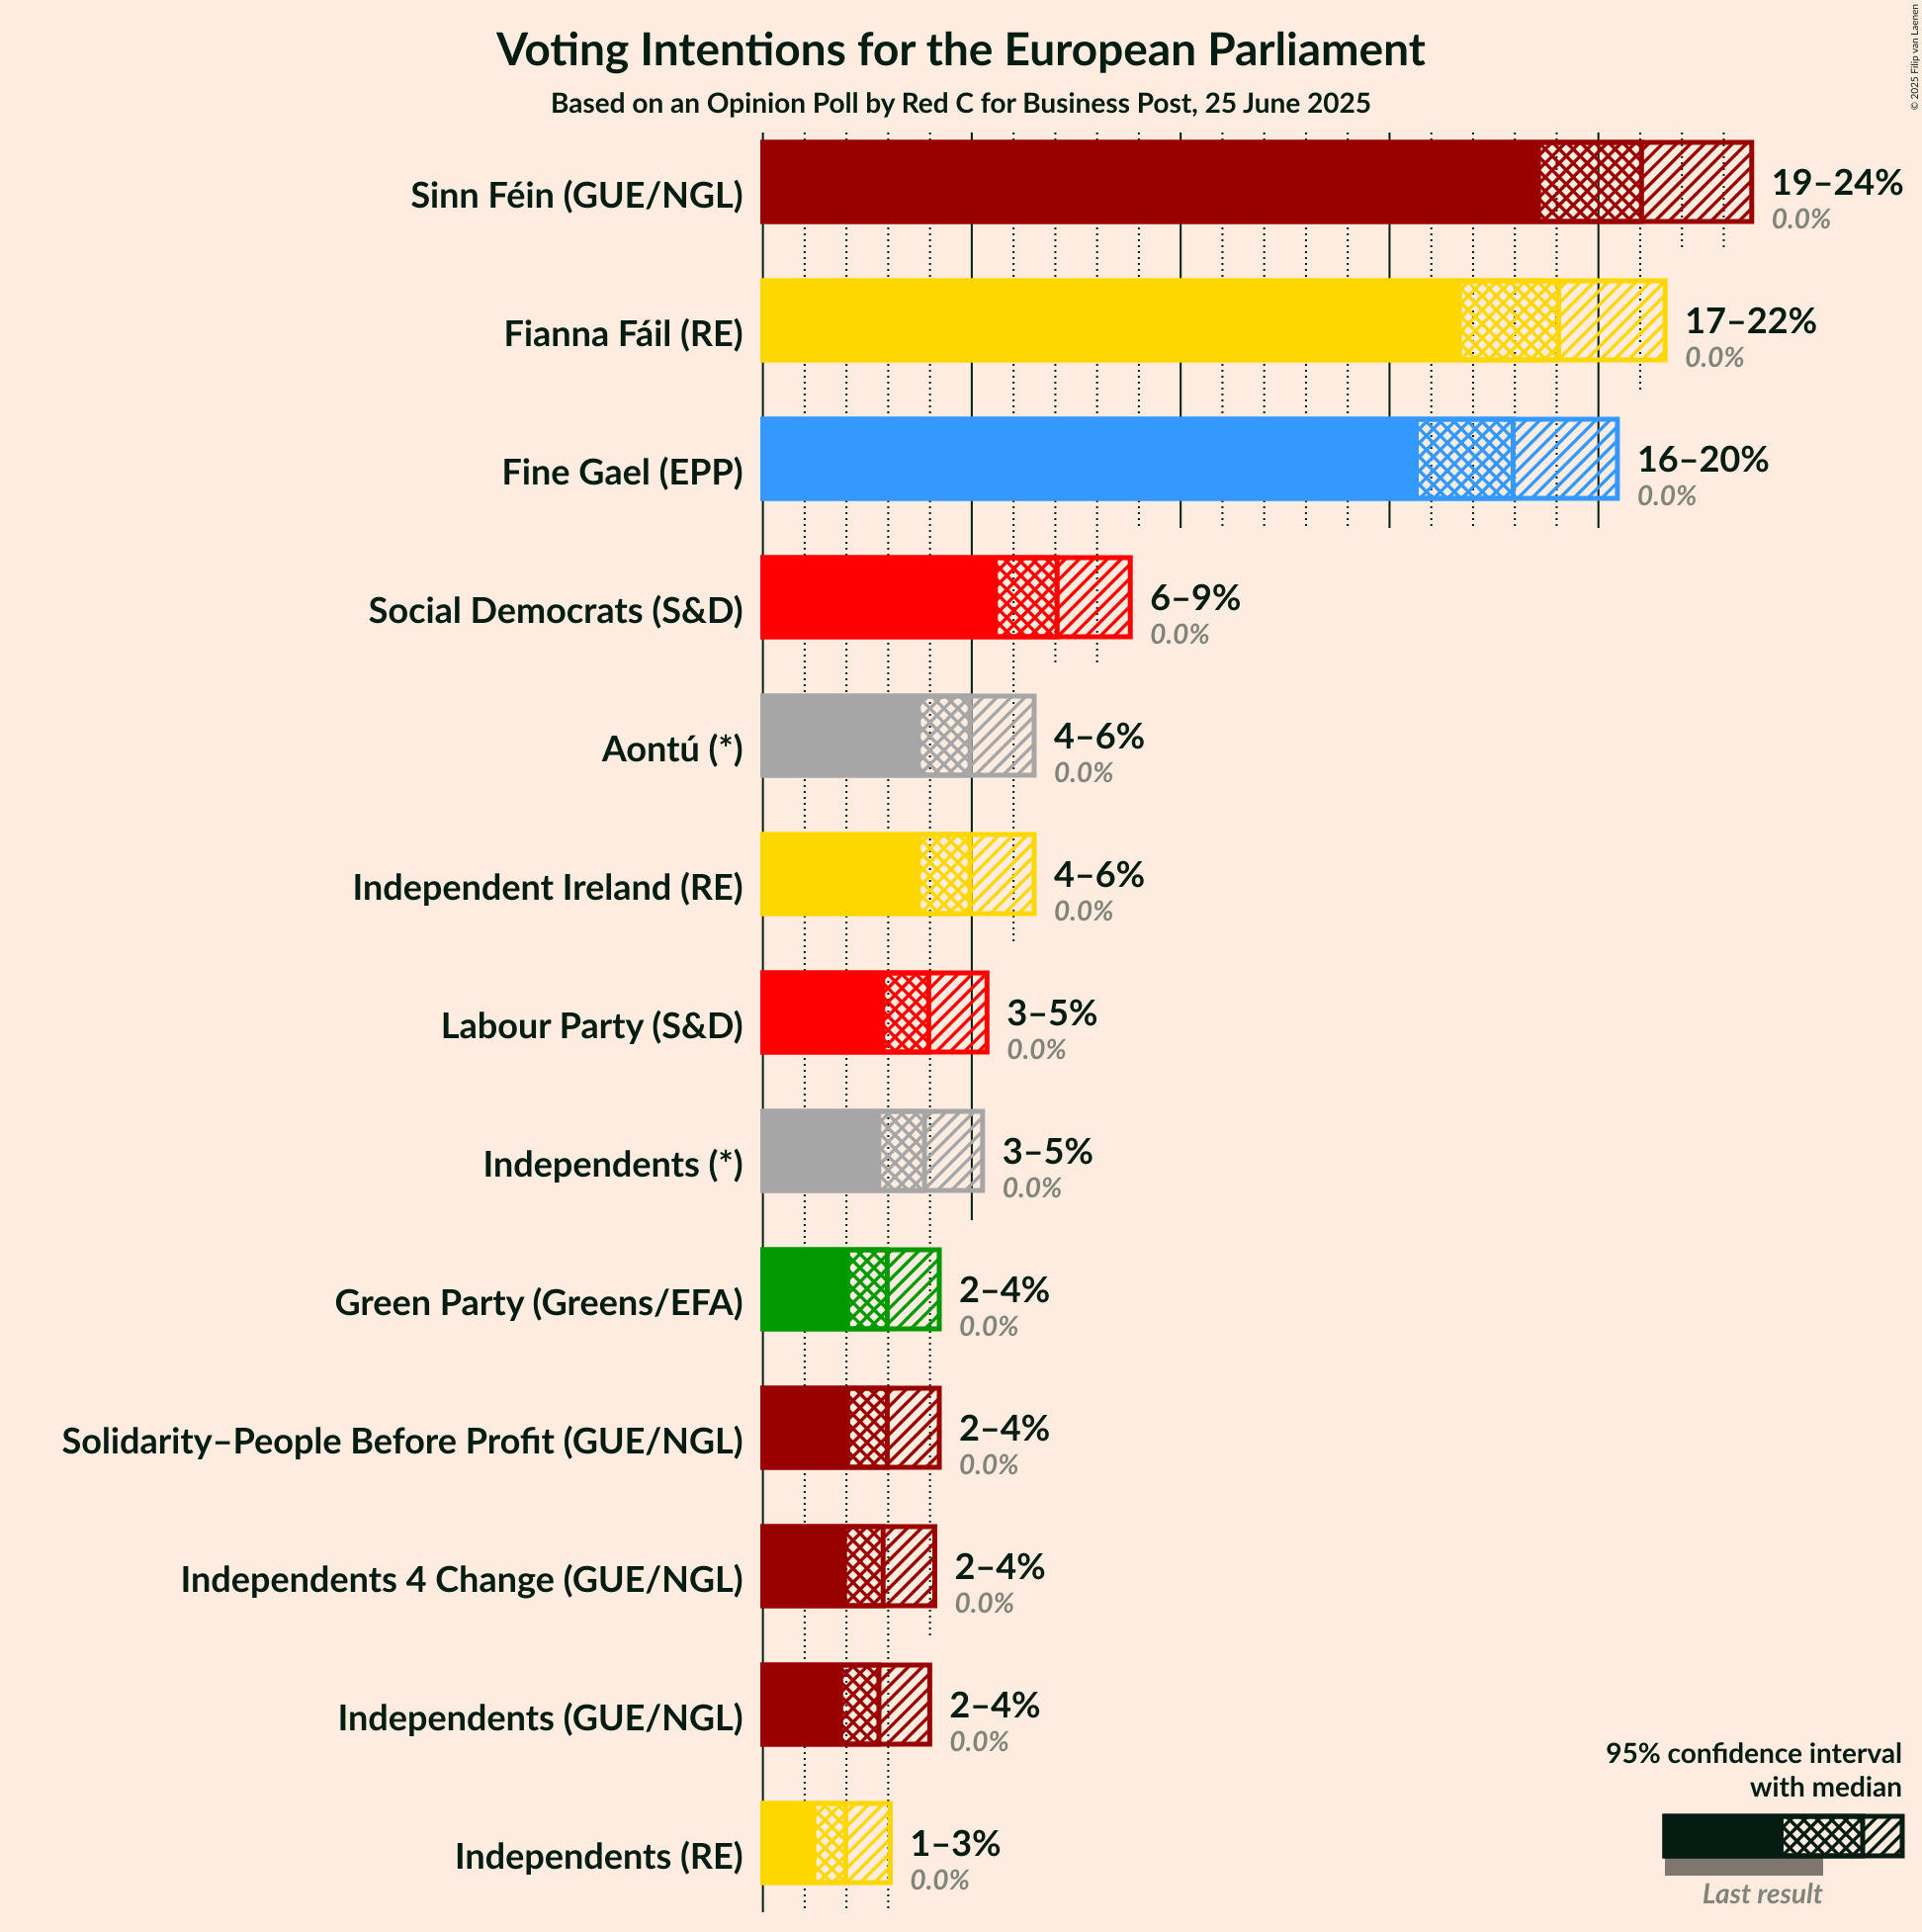 Voting Intentions for the European Parliament
Based on an Opinion Poll by Red C for Business Post, 25 June 2025
© 2025 Filip van Laenen
Sinn Féin (GUE/NGL)
19–24%
0.0%
Fianna Fáil (RE)
17–22%
0.0%
Fine Gael (EPP)
16–20%
0.0%
Social Democrats (S&D)
6–9%
0.0%
Aontú (*)
4–6%
0.0%
Independent Ireland (RE)
4–6%
0.0%
Labour Party (S&D)
3–5%
0.0%
Independents (*)
3–5%
0.0%
Green Party (Greens/EFA)
2–4%
0.0%
Solidarity–People Before Profit (GUE/NGL)
2–4%
0.0%
Independents 4 Change (GUE/NGL)
2–4%
0.0%
Independents (GUE/NGL)
2–4%
0.0%
Independents (RE)
1–3%
0.0%
95% confidence interval
with median
Last result